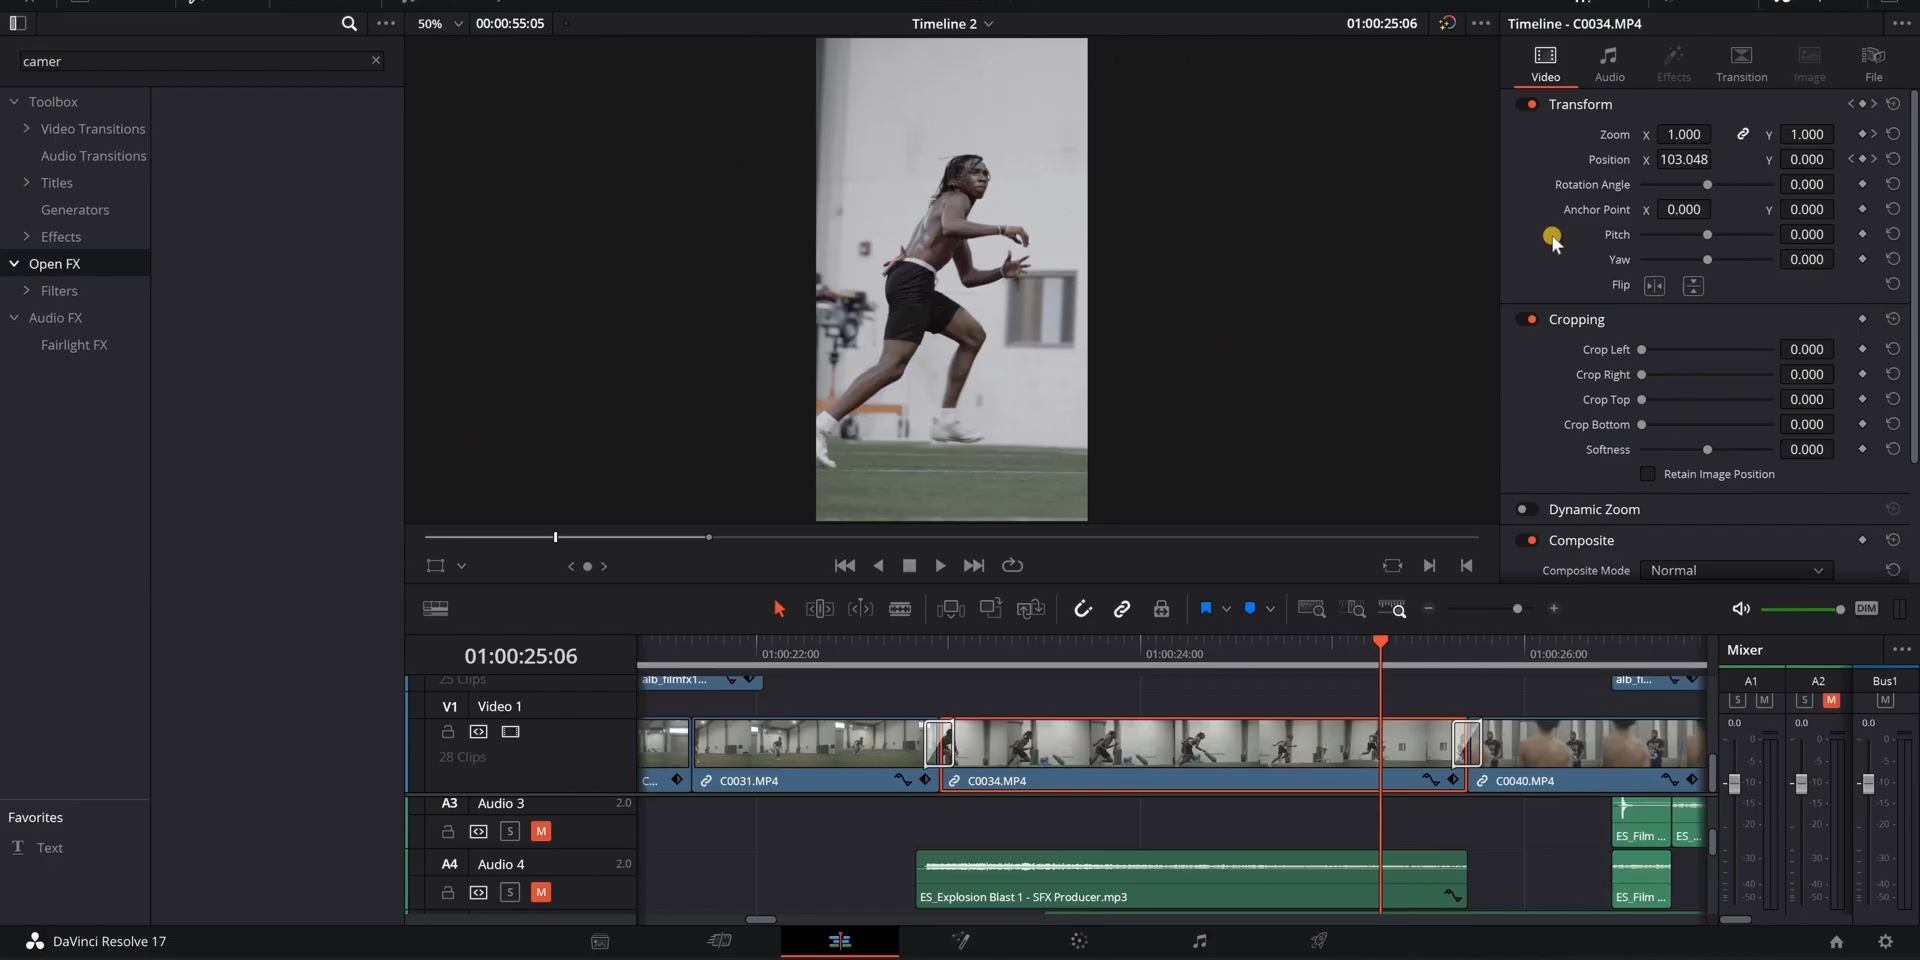 50%
00:00:55:05
Timeline 2
01:00:25:06
Timeline - C0034.MP4
camer
Video
Audio
Effects
Transition
Image
File
Toolbox
Video Transitions
Audio Transitions
Titles
Generators
Effects
Open FX
Filters
Audio FX
Fairlight FX
Favorites
Text
Transform
Zoom X 1.000 Y 1.000
Position X 103.048 Y 0.000
Rotation Angle 0.000
Anchor Point X 0.000 Y 0.000
Pitch 0.000
Yaw 0.000
Flip
Cropping
Crop Left 0.000
Crop Right 0.000
Crop Top 0.000
Crop Bottom 0.000
Softness 0.000
Retain Image Position
Dynamic Zoom
Composite
Composite Mode Normal
DIM
01:00:25:06
01:00:22:00
01:00:24:00
01:00:26:00
25 Clips
alb_filmfx1...
alb_fi...
V1 Video 1
28 Clips
C...
C0031.MP4
C0034.MP4
C0040.MP4
A3 Audio 3 2.0
S M
ES_Film ...
ES_...
A4 Audio 4 2.0
S M
ES_Explosion Blast 1 - SFX Producer.mp3
ES_Film ...
Mixer
A1 A2 Bus1
S M S M M
0.0 0.0 0.0
0 0 0
-5 -5 -5
-10 -10 -10
-15 -15 -15
-20 -20 -20
-30 -30 -30
-40 -40 -40
-50 -50 -50
DaVinci Resolve 17